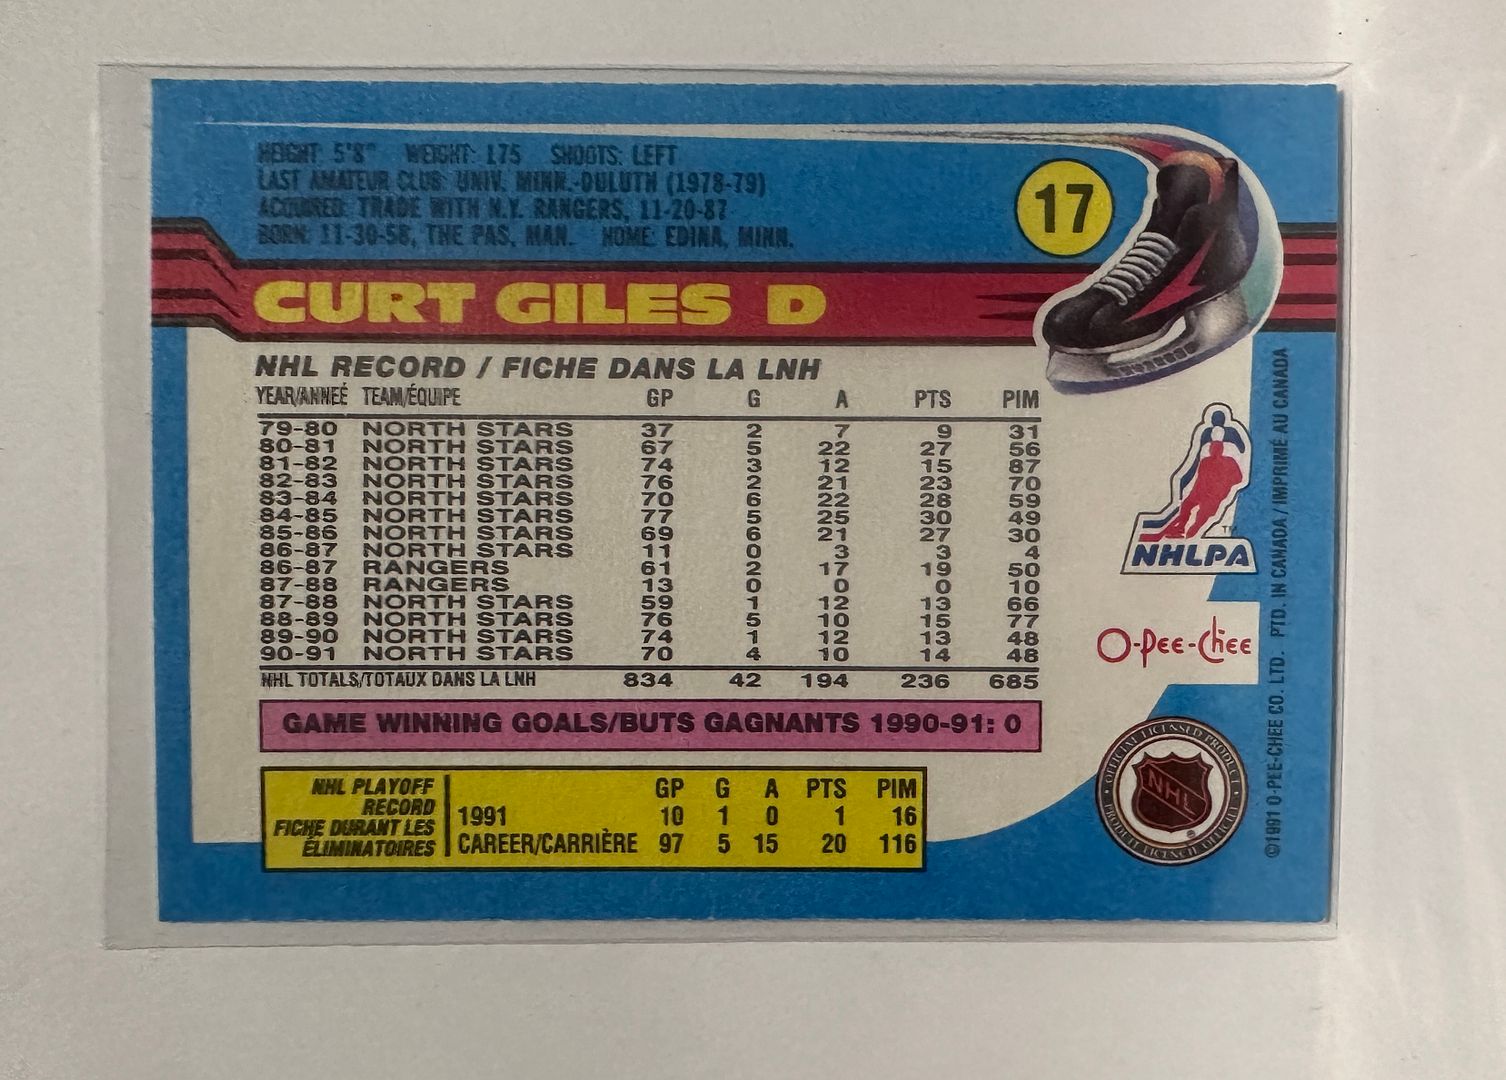 HEIGHT: 5'8" WEIGHT: 175 SHOOTS: LEFT
LAST AMATEUR CLUB: UNIV. MINN.-DULUTH (1978-79)
ACQUIRED: TRADE WITH N.Y. RANGERS, 11-20-87
BORN: 11-30-58, THE PAS, MAN. HOME: EDINA, MINN.
17
CURT GILES D
NHL RECORD / FICHE DANS LA LNH
YEAR/ANNEÉ TEAM/ÉQUIPE GP G A PTS PIM
79-80 NORTH STARS 37 2 7 9 31
80-81 NORTH STARS 67 5 22 27 56
81-82 NORTH STARS 74 3 12 15 87
82-83 NORTH STARS 76 2 21 23 70
83-84 NORTH STARS 70 6 22 28 59
84-85 NORTH STARS 77 5 25 30 49
85-86 NORTH STARS 69 6 21 27 30
86-87 NORTH STARS 11 0 3 3 4
86-87 RANGERS 61 2 17 19 50
87-88 RANGERS 13 0 0 0 10
87-88 NORTH STARS 59 1 12 13 66
88-89 NORTH STARS 76 5 10 15 77
89-90 NORTH STARS 74 1 12 13 48
90-91 NORTH STARS 70 4 10 14 48
NHL TOTALS/TOTAUX DANS LA LNH 834 42 194 236 685
GAME WINNING GOALS/BUTS GAGNANTS 1990-91: 0
NHL PLAYOFF
RECORD
FICHE DURANT LES
ÉLIMINATOIRES
GP G A PTS PIM
1991 10 1 0 1 16
CAREER/CARRIÈRE 97 5 15 20 116
TM
NHLPA
O-Pee-Chee
OFFICIAL LICENSED PRODUCT
NHL
®
PRODUIT LICENCIÉ OFFICIEL
©1991 O-PEE-CHEE CO. LTD. PTD. IN CANADA / IMPRIMÉ AU CANADA